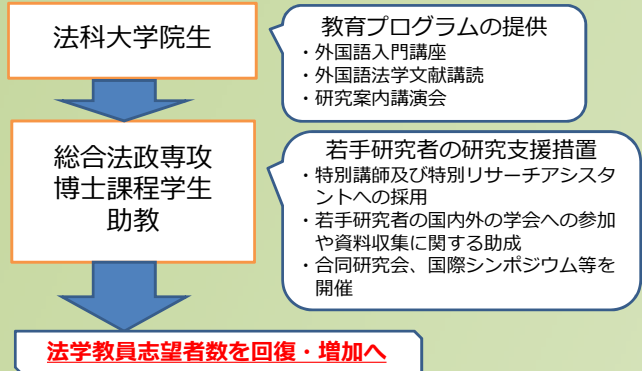 法科大学院生
教育プログラムの提供
・外国語入門講座
・外国語法学文献講読
・研究案内講演会
総合法政専攻
博士課程学生
助教
若手研究者の研究支援措置
・特別講師及び特別リサーチアシスタ
ントへの採用
・若手研究者の国内外の学会への参加
や資料収集に関する助成
・合同研究会、国際シンポジウム等を
開催
法学教員志望者数を回復・増加へ